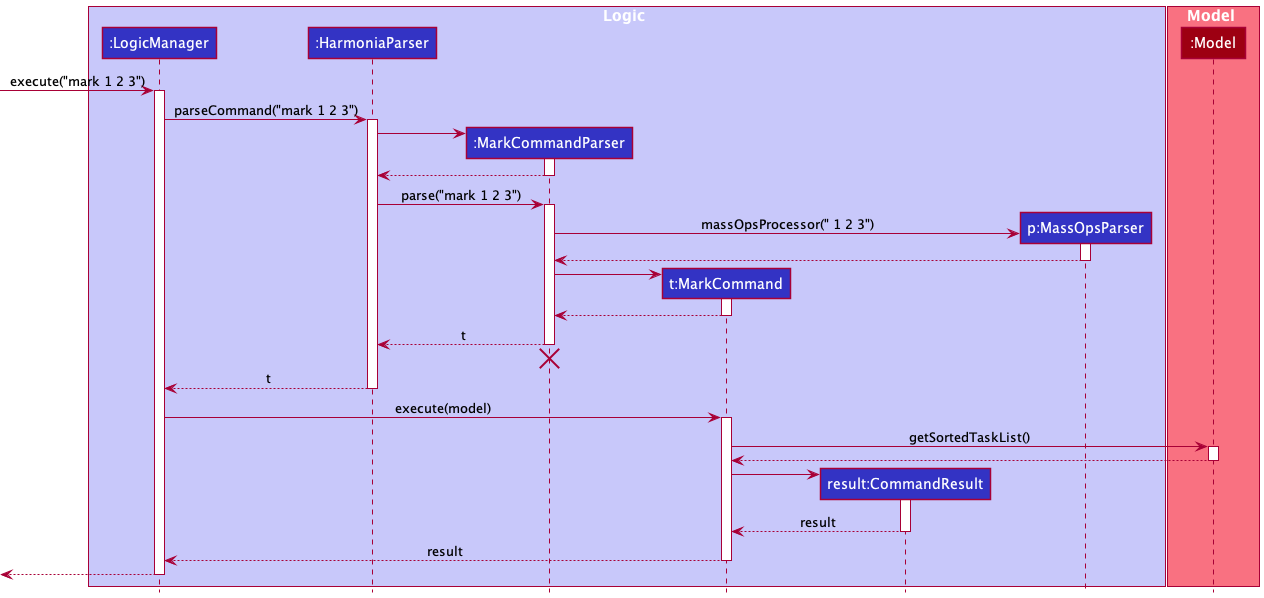 Logic
Model
:LogicManager
:HarmoniaParser
:Model
execute("mark 1 2 3")
parseCommand("mark 1 2 3")
:MarkCommandParser
parse("mark 1 2 3")
massOpsProcessor(" 1 2 3")
p:MassOpsParser
t:MarkCommand
t
t
execute(model)
getSortedTaskList()
result:CommandResult
result
result